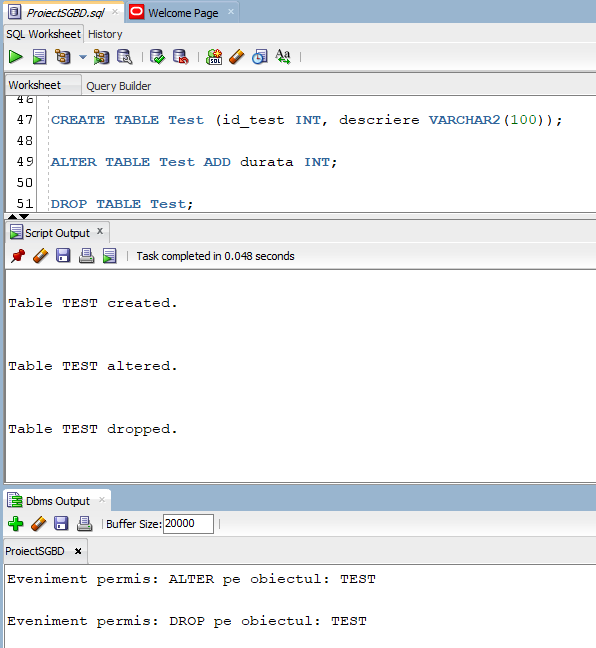 ProiectSGBD.sql × Welcome Page ×
SQL Worksheet History
Worksheet Query Builder
46
47 CREATE TABLE Test (id_test INT, descriere VARCHAR2(100));
48
49 ALTER TABLE Test ADD durata INT;
50
51 DROP TABLE Test;
Script Output ×
Task completed in 0.048 seconds
Table TEST created.
Table TEST altered.
Table TEST dropped.
Dbms Output ×
Buffer Size: 20000
ProiectSGBD ×
Eveniment permis: ALTER pe obiectul: TEST
Eveniment permis: DROP pe obiectul: TEST